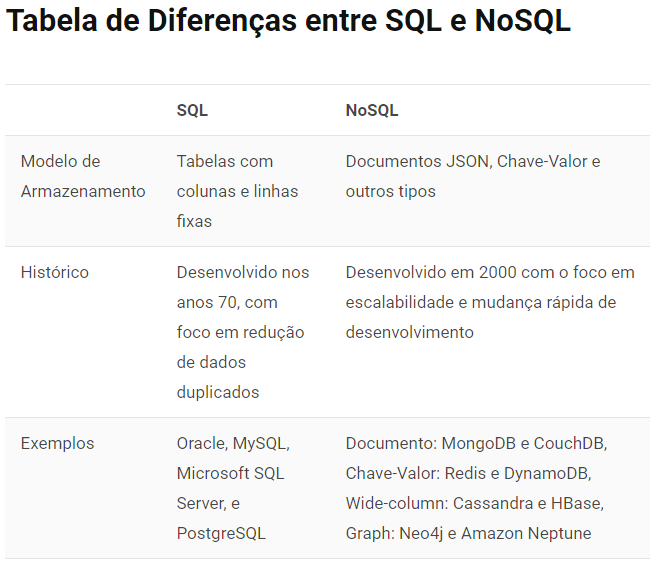 Tabela de Diferenças entre SQL e NoSQL
SQL
NoSQL
Modelo de
Armazenamento
Tabelas com
colunas e linhas
fixas
Documentos JSON, Chave-Valor e
outros tipos
Histórico
Desenvolvido nos
anos 70, com
foco em redução
de dados
duplicados
Desenvolvido em 2000 com o foco em
escalabilidade e mudança rápida de
desenvolvimento
Exemplos
Oracle, MySQL,
Microsoft SQL
Server, e
PostgreSQL
Documento: MongoDB e CouchDB,
Chave-Valor: Redis e DynamoDB,
Wide-column: Cassandra e HBase,
Graph: Neo4j e Amazon Neptune